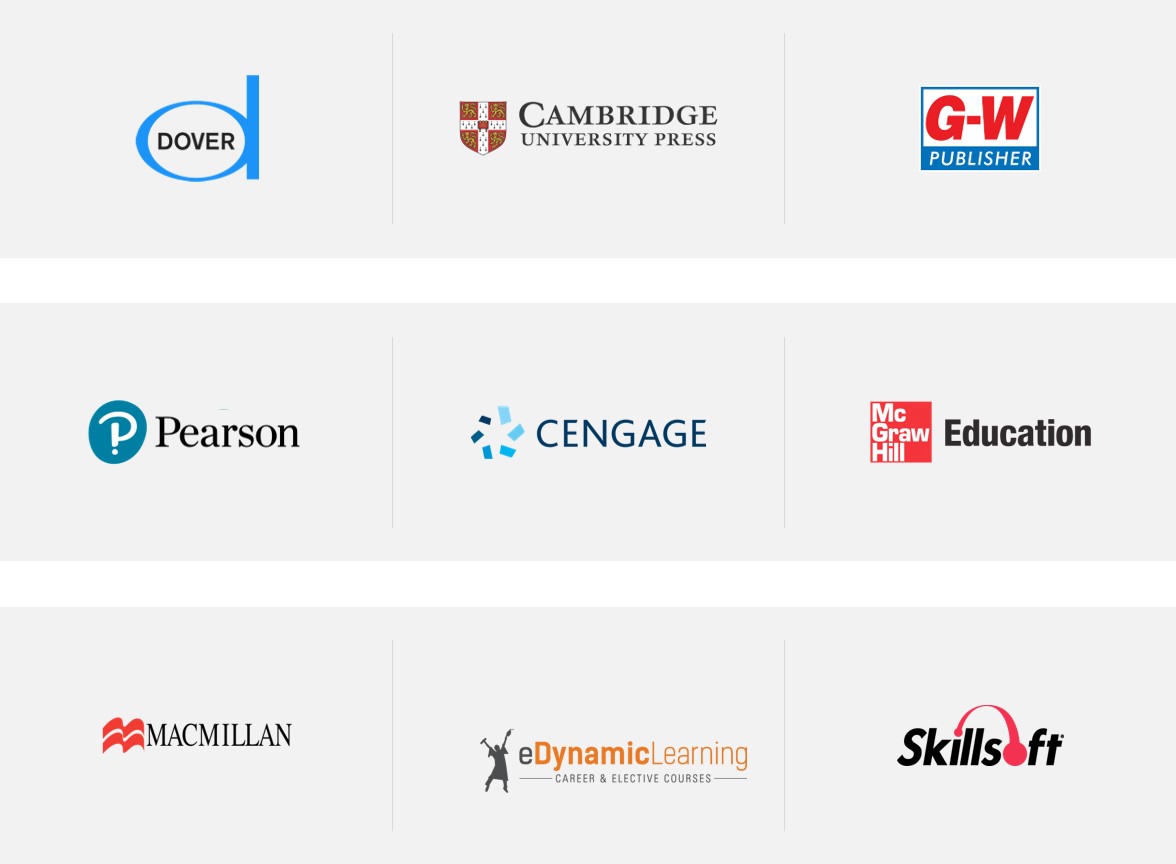 DOVER
CAMBRIDGE
UNIVERSITY PRESS
G-W
PUBLISHER
Pearson
CENGAGE
Mc
Graw
Hill
Education
MACMILLAN
eDynamicLearning
CAREER & ELECTIVE COURSES
Skillsoft